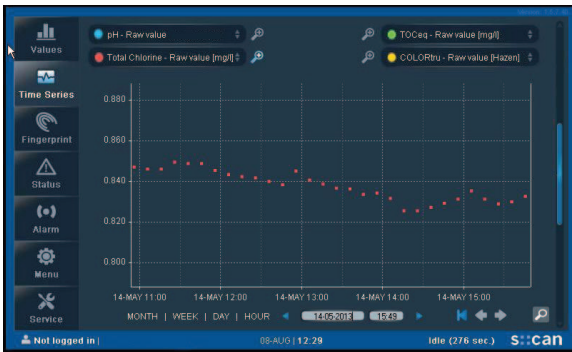 pH - Raw value
TOCeq - Raw value [mg/l]
Total Chlorine - Raw value [mg/l]
COLORtru - Raw value [Hazen]
Values
Time Series
Fingerprint
Status
Alarm
Menu
Service
0.880
0.860
0.840
0.820
0.800
14-MAY 11:00 14-MAY 12:00 14-MAY 13:00 14-MAY 14:00 14-MAY 15:00
MONTH | WEEK | DAY | HOUR 14-05-2013 15:49
Not logged in | 08-AUG | 12:29 Idle (276 sec.) s::can